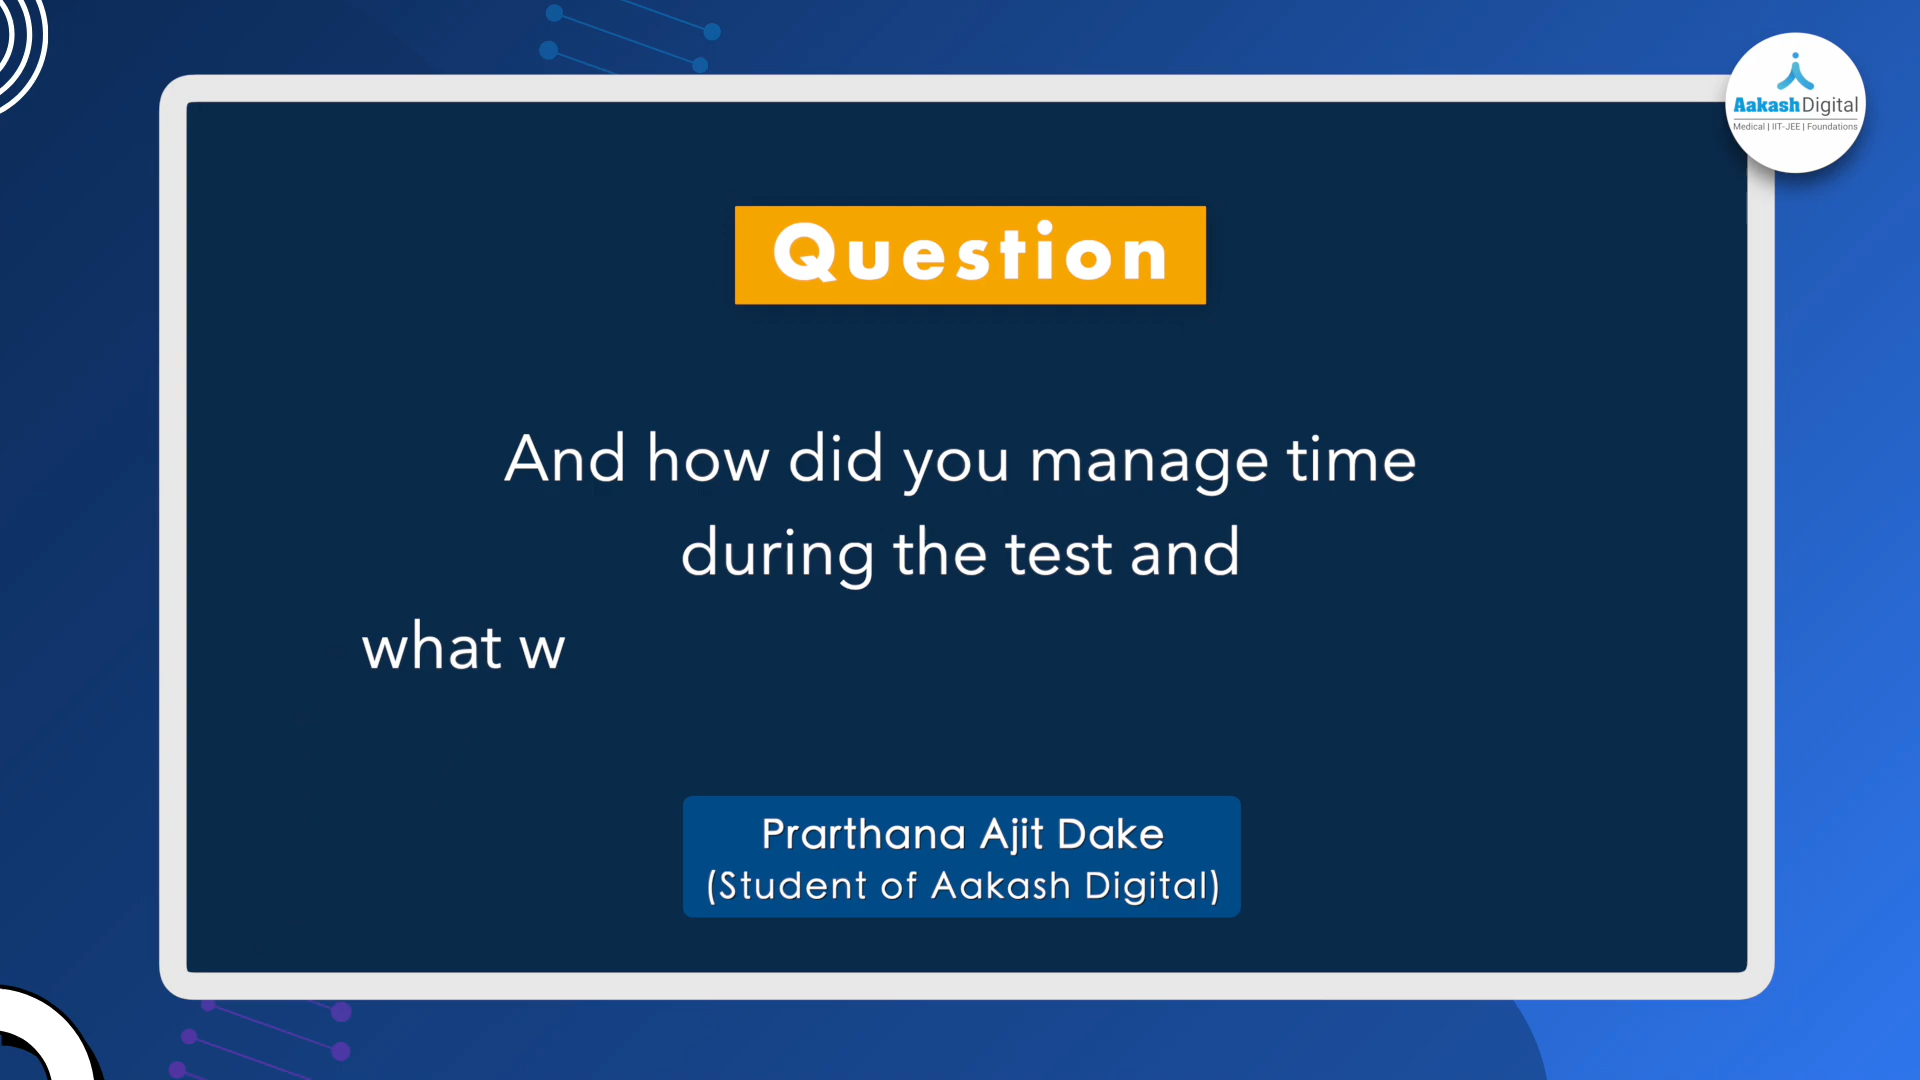 Aakash Digital
Medical | IIT-JEE | Foundations
Question
And how did you manage time
during the test and
what w
Prarthana Ajit Dake
(Student of Aakash Digital)